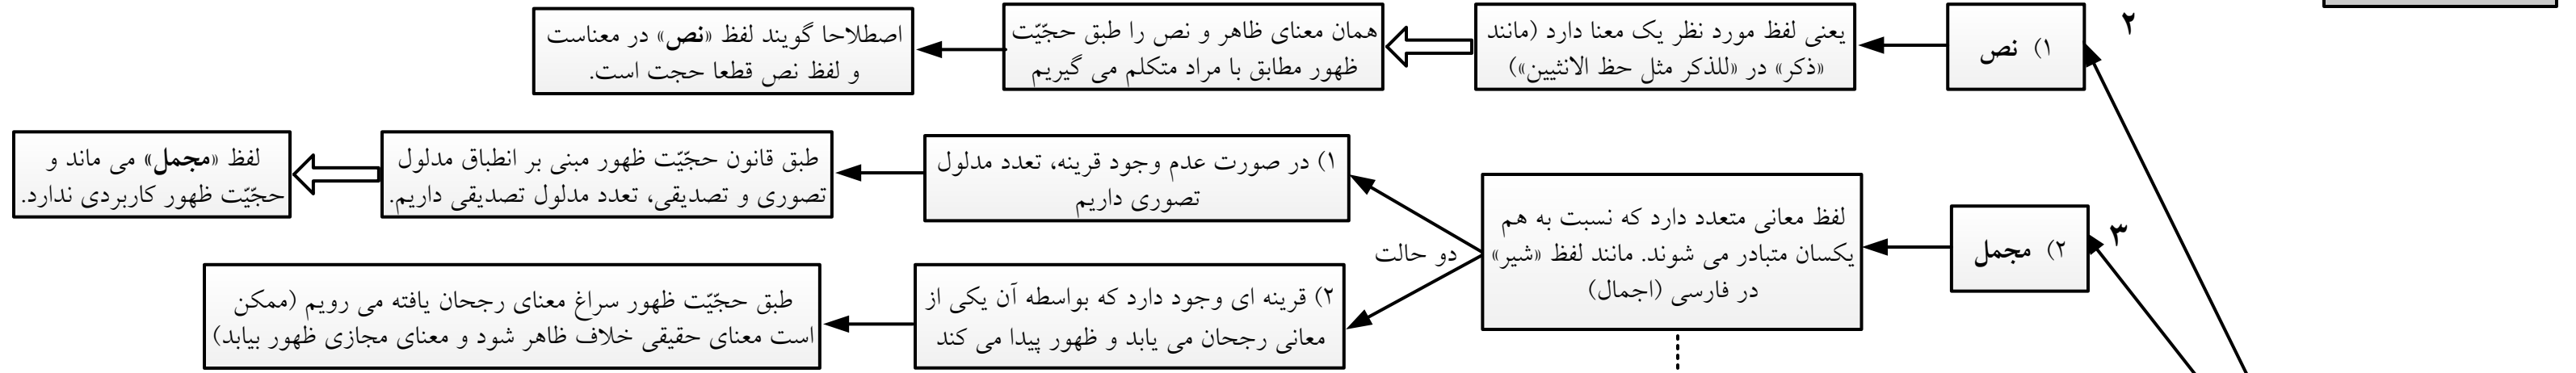 ۲
۱) نص
یعنی لفظ مورد نظر یک معنا دارد (مانند
«ذکر» در «للذکر مثل حظ الانثیین»)
همان معنای ظاهر و نص را طبق حجّیّت
ظهور مطابق با مراد متکلم می گیریم
اصطلاحا گویند لفظ «نص» در معناست
و لفظ نص قطعا حجت است.
۳
۲) مجمل
لفظ معانی متعدد دارد که نسبت به هم
یکسان متبادر می شوند. مانند لفظ «شیر»
در فارسی (اجمال)
دو حالت
۱) در صورت عدم وجود قرینه، تعدد مدلول
تصوری داریم
طبق قانون حجّیّت ظهور مبنی بر انطباق مدلول
تصوری و تصدیقی، تعدد مدلول تصدیقی داریم.
لفظ «مجمل» می ماند و
حجّیّت ظهور کاربردی ندارد.
۲) قرینه ای وجود دارد که بواسطه آن یکی از
معانی رجحان می یابد و ظهور پیدا می کند
طبق حجّیّت ظهور سراغ معنای رجحان یافته می رویم (ممکن
است معنای حقیقی خلاف ظاهر شود و معنای مجازی ظهور بیابد)